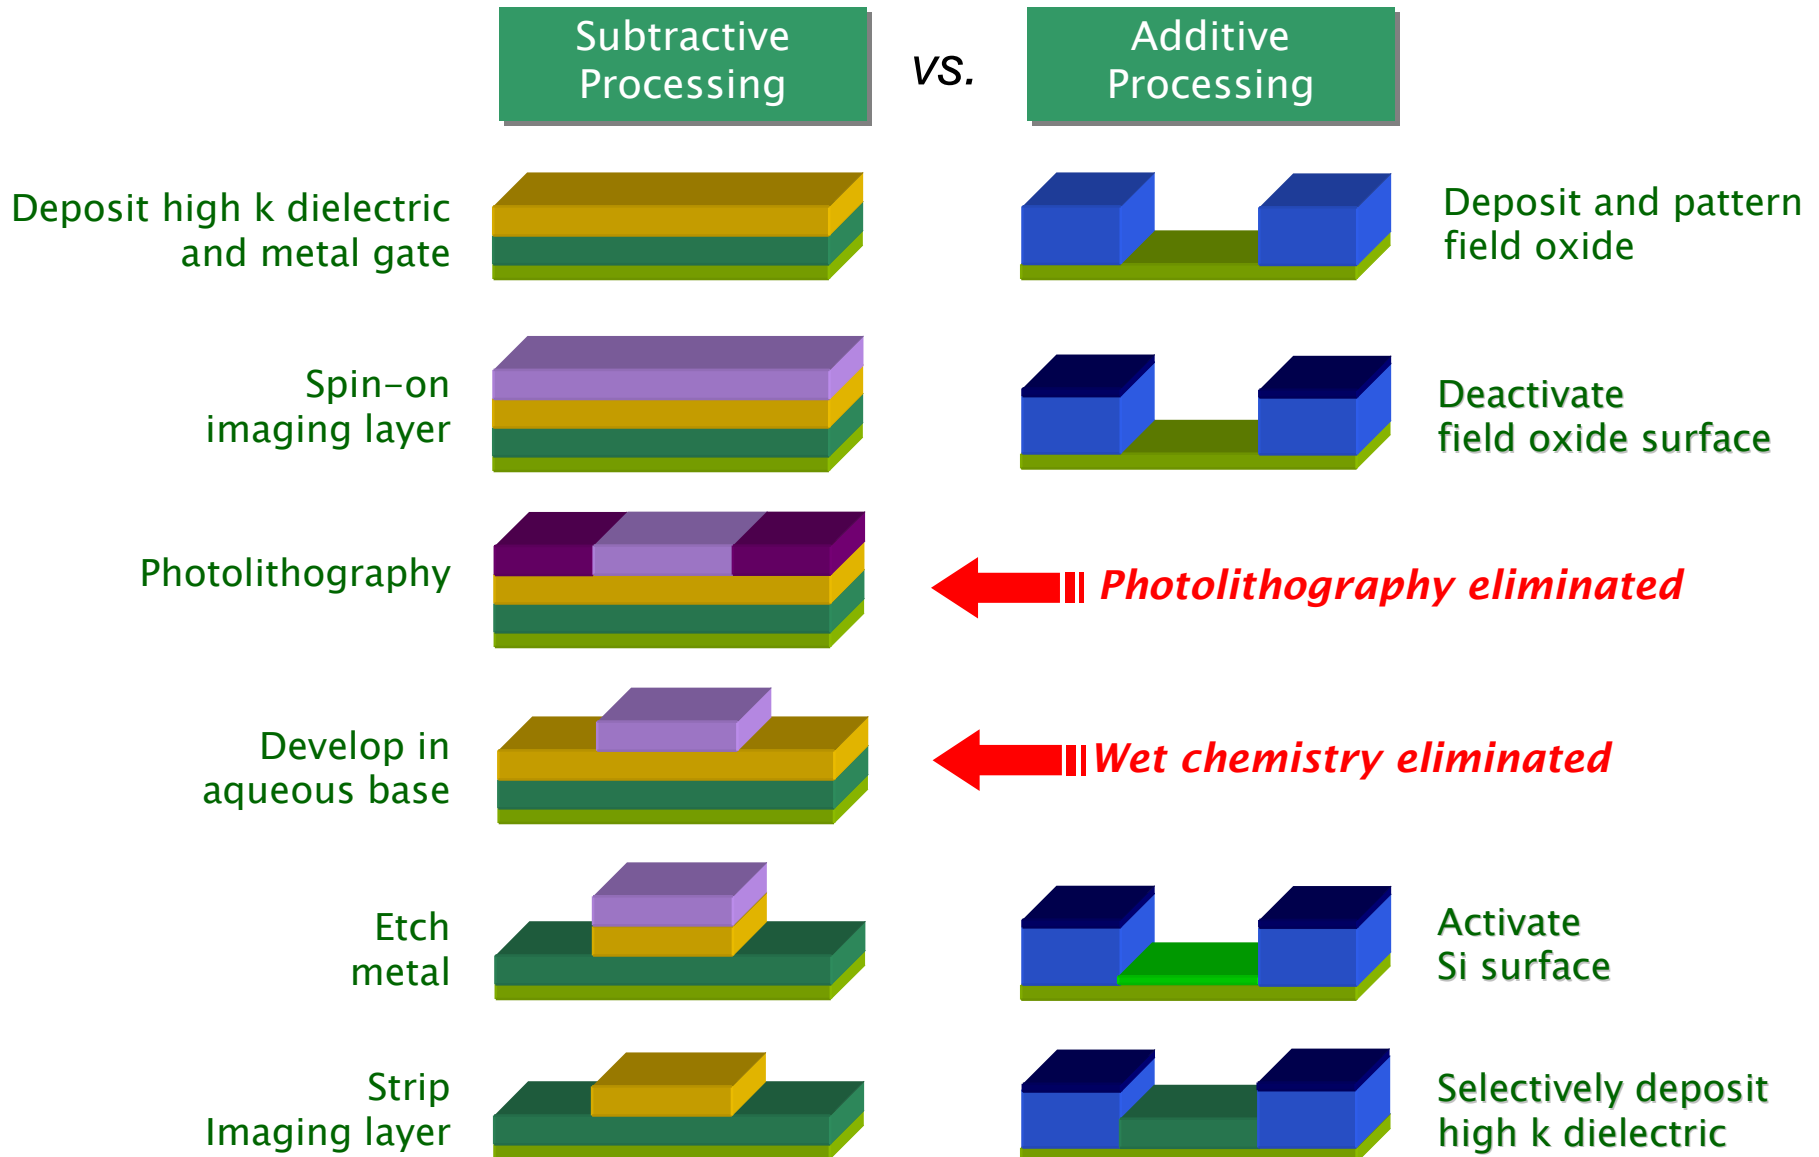 Subtractive
Processing
vs.
Additive
Processing
Deposit high k dielectric
and metal gate
Deposit and pattern
field oxide
Spin-on
imaging layer
Deactivate
field oxide surface
Photolithography
Photolithography eliminated
Develop in
aqueous base
Wet chemistry eliminated
Etch
metal
Activate
Si surface
Strip
Imaging layer
Selectively deposit
high k dielectric